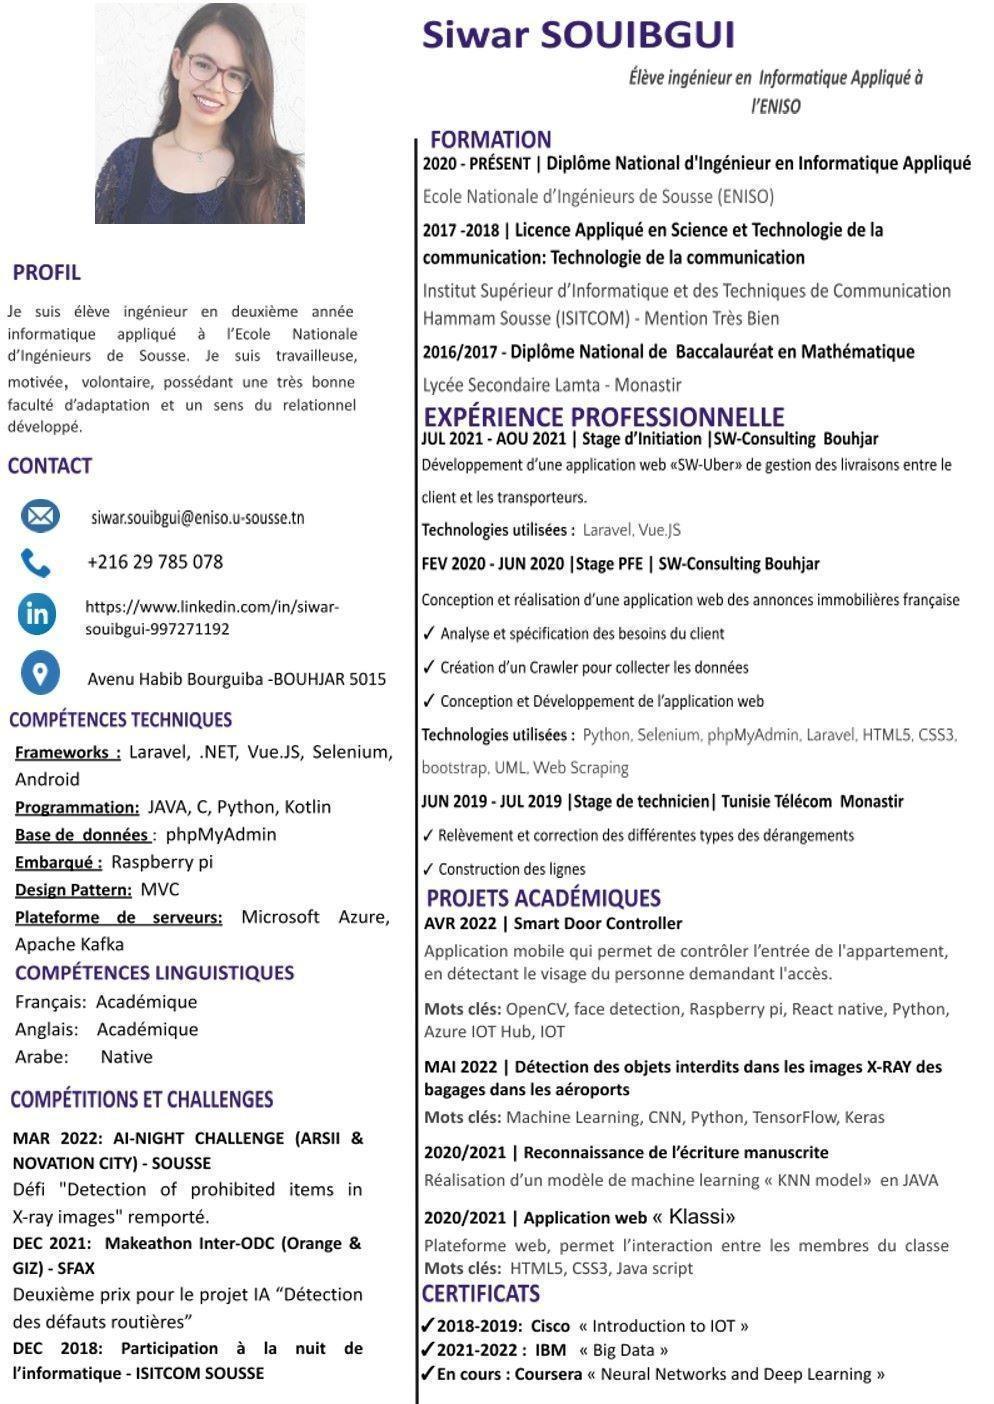 Siwar SOUIBGUI
Élève ingénieur en Informatique Appliqué à
l'ENISO
PROFIL
Je suis élève ingénieur en deuxième année
informatique appliqué à l'Ecole Nationale
d'Ingénieurs de Sousse. Je suis travailleuse,
motivée, volontaire, possédant une très bonne
faculté d'adaptation et un sens du relationnel
développé.
CONTACT
siwar.souibgui@eniso.u-sousse.tn
+216 29 785 078
in
https://www.linkedin.com/in/siwar-
souibgui-997271192
Avenu Habib Bourguiba -BOUHJAR 5015
COMPÉTENCES TECHNIQUES
Frameworks : Laravel, .NET, Vue.JS, Selenium,
Android
Programmation: JAVA, C, Python, Kotlin
Base de données : phpMyAdmin
Embarqué : Raspberry pi
Design Pattern: MVC
Plateforme de serveurs: Microsoft Azure,
Apache Kafka
COMPÉTENCES LINGUISTIQUES
Français: Académique
Anglais: Académique
Arabe: Native
COMPÉTITIONS ET CHALLENGES
MAR 2022: AI-NIGHT CHALLENGE (ARSII &
NOVATION CITY) - SOUSSE
Défi "Detection of prohibited items in
X-ray images" remporté.
DEC 2021: Makeathon Inter-ODC (Orange &
GIZ) - SFAX
Deuxième prix pour le projet IA “Détection
des défauts routières”
DEC 2018: Participation à la nuit de
l'informatique - ISITCOM SOUSSE
FORMATION
2020 - PRÉSENT | Diplôme National d'Ingénieur en Informatique Appliqué
Ecole Nationale d'Ingénieurs de Sousse (ENISO)
2017 -2018 | Licence Appliqué en Science et Technologie de la
communication: Technologie de la communication
Institut Supérieur d'Informatique et des Techniques de Communication
Hammam Sousse (ISITCOM) - Mention Très Bien
2016/2017 - Diplôme National de Baccalauréat en Mathématique
Lycée Secondaire Lamta - Monastir
EXPÉRIENCE PROFESSIONNELLE
JUL 2021 - AOU 2021 | Stage d'Initiation |SW-Consulting Bouhjar
Développement d'une application web «SW-Uber» de gestion des livraisons entre le
client et les transporteurs.
Technologies utilisées : Laravel, Vue.JS
FEV 2020 - JUN 2020 |Stage PFE | SW-Consulting Bouhjar
Conception et réalisation d'une application web des annonces immobilières française
✓ Analyse et spécification des besoins du client
✓ Création d'un Crawler pour collecter les données
✓ Conception et Développement de l'application web
Technologies utilisées : Python, Selenium, phpMyAdmin, Laravel, HTML5, CSS3,
bootstrap, UML, Web Scraping
JUN 2019 - JUL 2019 |Stage de technicien| Tunisie Télécom Monastir
✓ Relèvement et correction des différentes types des dérangements
✓ Construction des lignes
PROJETS ACADÉMIQUES
AVR 2022 | Smart Door Controller
Application mobile qui permet de contrôler l'entrée de l'appartement,
en détectant le visage du personne demandant l'accès.
Mots clés: OpenCV, face detection, Raspberry pi, React native, Python,
Azure IOT Hub, IOT
MAI 2022 | Détection des objets interdits dans les images X-RAY des
bagages dans les aéroports
Mots clés: Machine Learning, CNN, Python, TensorFlow, Keras
2020/2021 | Reconnaissance de l'écriture manuscrite
Réalisation d'un modèle de machine learning « KNN model» en JAVA
2020/2021 | Application web « Klassi»
Plateforme web, permet l'interaction entre les membres du classe
Mots clés: HTML5, CSS3, Java script
CERTIFICATS
✓2018-2019: Cisco « Introduction to IOT »
✓2021-2022 : IBM « Big Data »
✓En cours : Coursera « Neural Networks and Deep Learning »